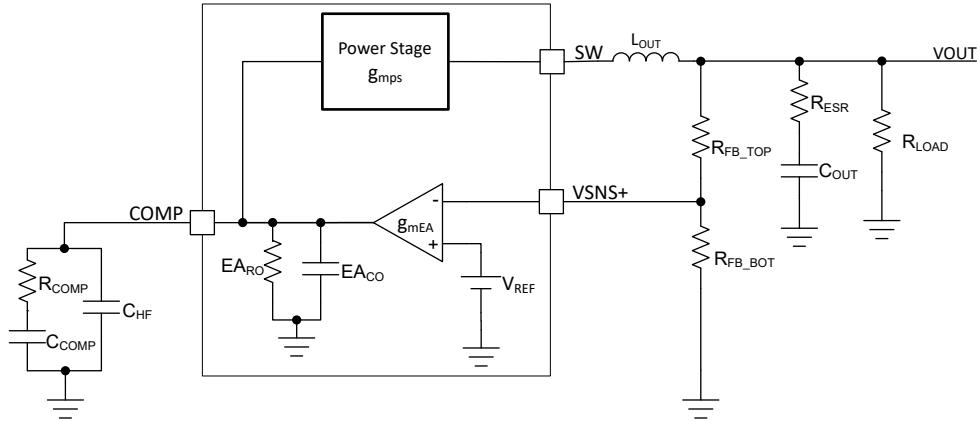 Power Stage
gmps
SW
LOUT
VOUT
RESR
RFB_TOP
COUT
RLOAD
COMP
gmEA
-
+
VSNS+
EARO
EACO
VREF
RFB_BOT
RCOMP
CHF
CCOMP